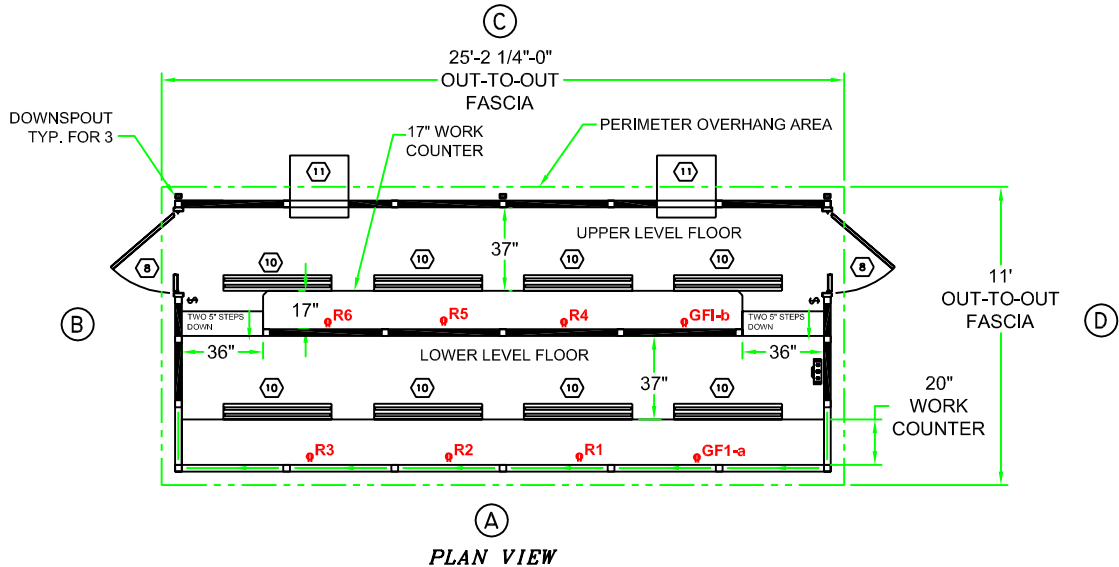 C
25'-2 1/4"-0"
OUT-TO-OUT
FASCIA
DOWNSPOUT
TYP. FOR 3
17" WORK
COUNTER
PERIMETER OVERHANG AREA
11
11
UPPER LEVEL FLOOR
37"
8
10
10
10
10
8
S
S
11'
OUT-TO-OUT
FASCIA
B
D
TWO 5" STEPS
DOWN
17"
R6
R5
R4
GFI-b
TWO 5" STEPS
DOWN
36"
LOWER LEVEL FLOOR
36"
37"
10
10
10
10
20"
WORK
COUNTER
R3
R2
R1
GF1-a
A
PLAN VIEW